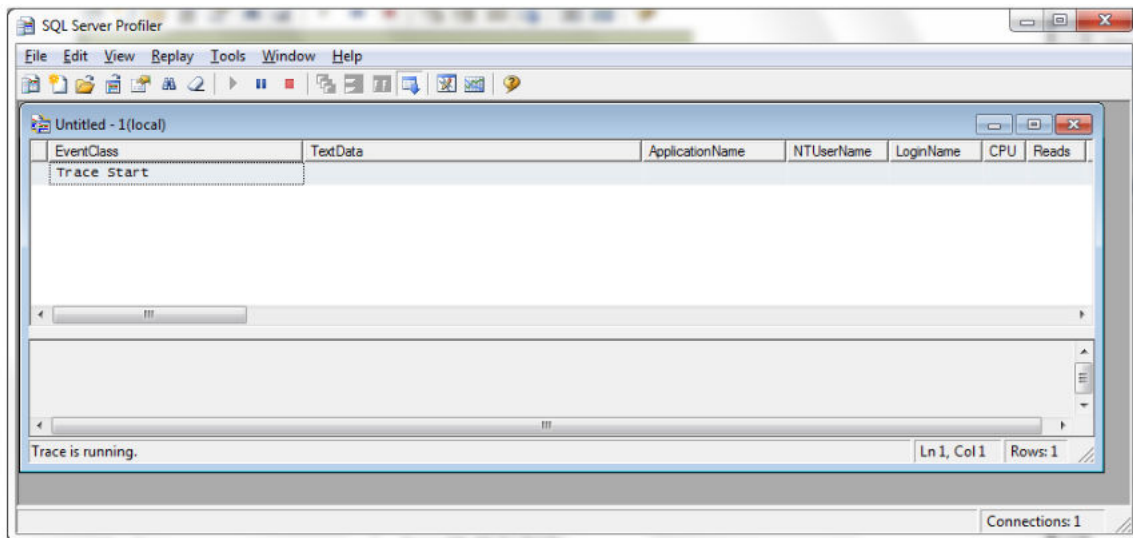 SQL Server Profiler
File Edit View Replay Tools Window Help
Untitled - 1(local)
EventClass TextData ApplicationName NTUserName LoginName CPU Reads
Trace Start
Trace is running. Ln 1, Col 1 Rows: 1
Connections: 1